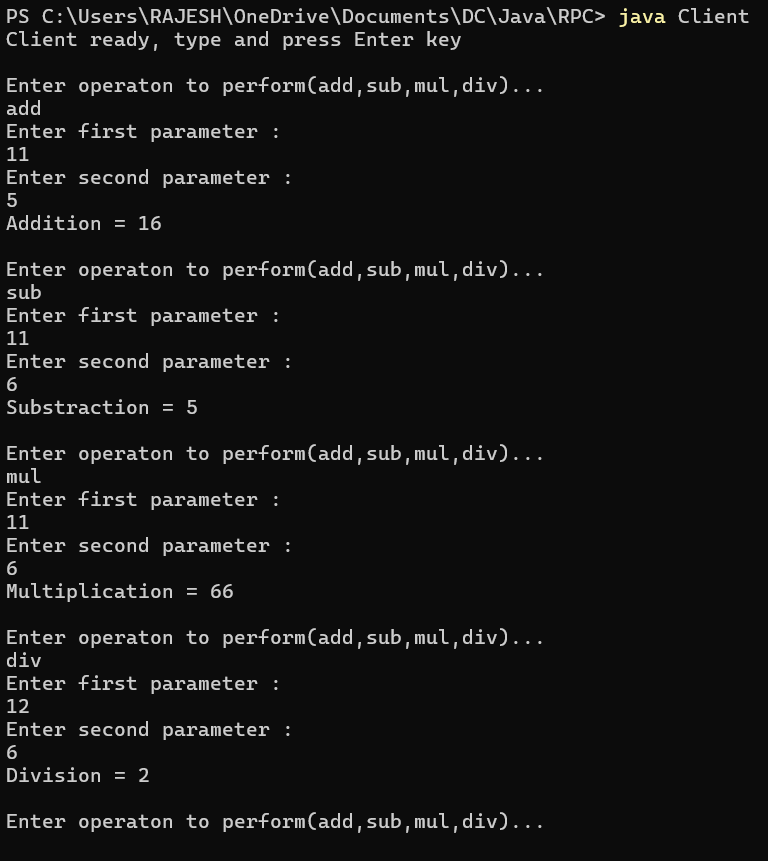 PS C:\Users\RAJESH\OneDrive\Documents\DC\Java\RPC> java Client
Client ready, type and press Enter key
Enter operaton to perform(add,sub,mul,div)...
add
Enter first parameter :
11
Enter second parameter :
5
Addition = 16
Enter operaton to perform(add,sub,mul,div)...
sub
Enter first parameter :
11
Enter second parameter :
6
Substraction = 5
Enter operaton to perform(add,sub,mul,div)...
mul
Enter first parameter :
11
Enter second parameter :
6
Multiplication = 66
Enter operaton to perform(add,sub,mul,div)...
div
Enter first parameter :
12
Enter second parameter :
6
Division = 2
Enter operaton to perform(add,sub,mul,div)...